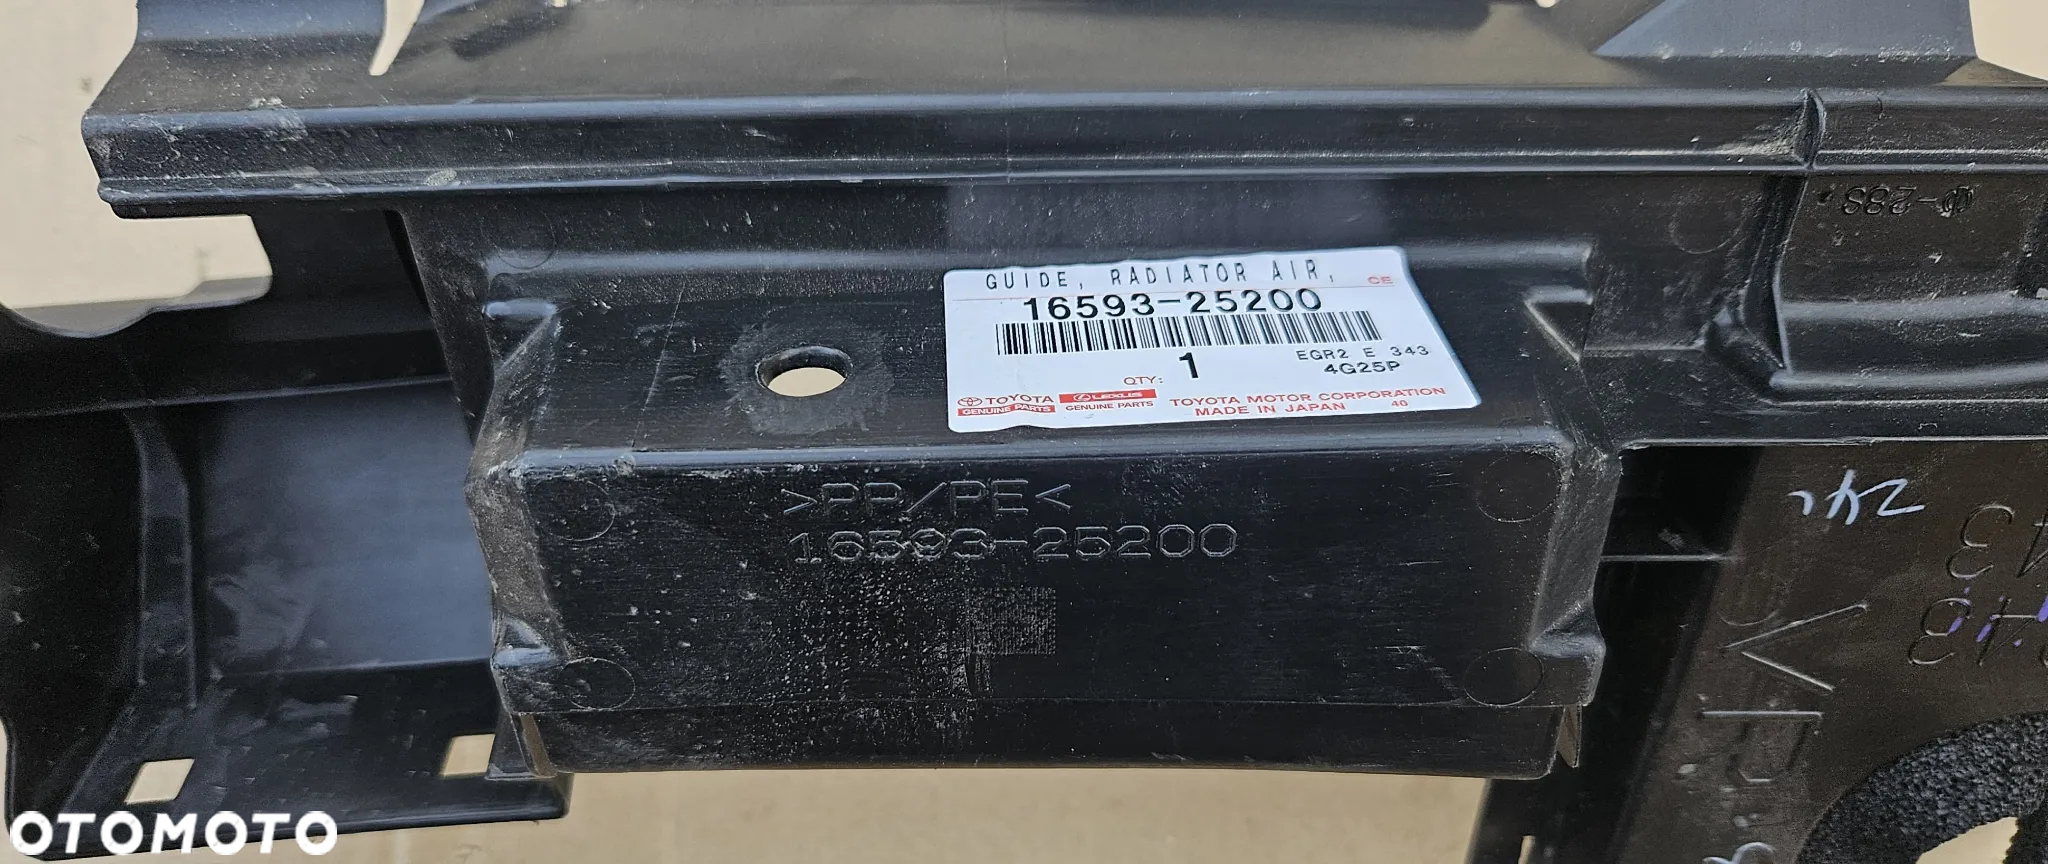 GUIDE, RADIATOR AIR,
CE
16593-25200
EGR2 E 343
QTY: 1
4G25P
TOYOTA
GENUINE PARTS
LEXUS
GENUINE PARTS
TOYOTA MOTOR CORPORATION
MADE IN JAPAN 40
>PP/PE<
16593-25200
OTOMOTO